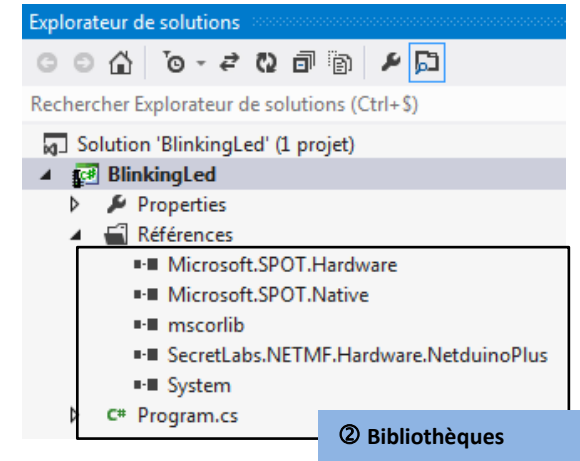 Explorateur de solutions
Rechercher Explorateur de solutions (Ctrl+$)
Solution 'BlinkingLed' (1 projet)
C# BlinkingLed
Properties
Références
Microsoft.SPOT.Hardware
Microsoft.SPOT.Native
mscorlib
SecretLabs.NETMF.Hardware.NetduinoPlus
System
C# Program.cs
② Bibliothèques